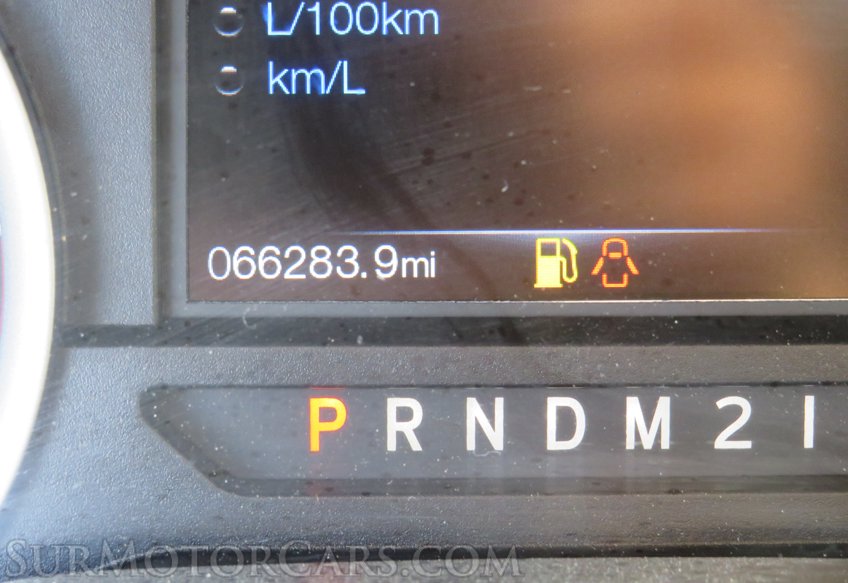 L/100km
km/L
066283.9mi
P R N D M 2 1
SurMotorCars.com